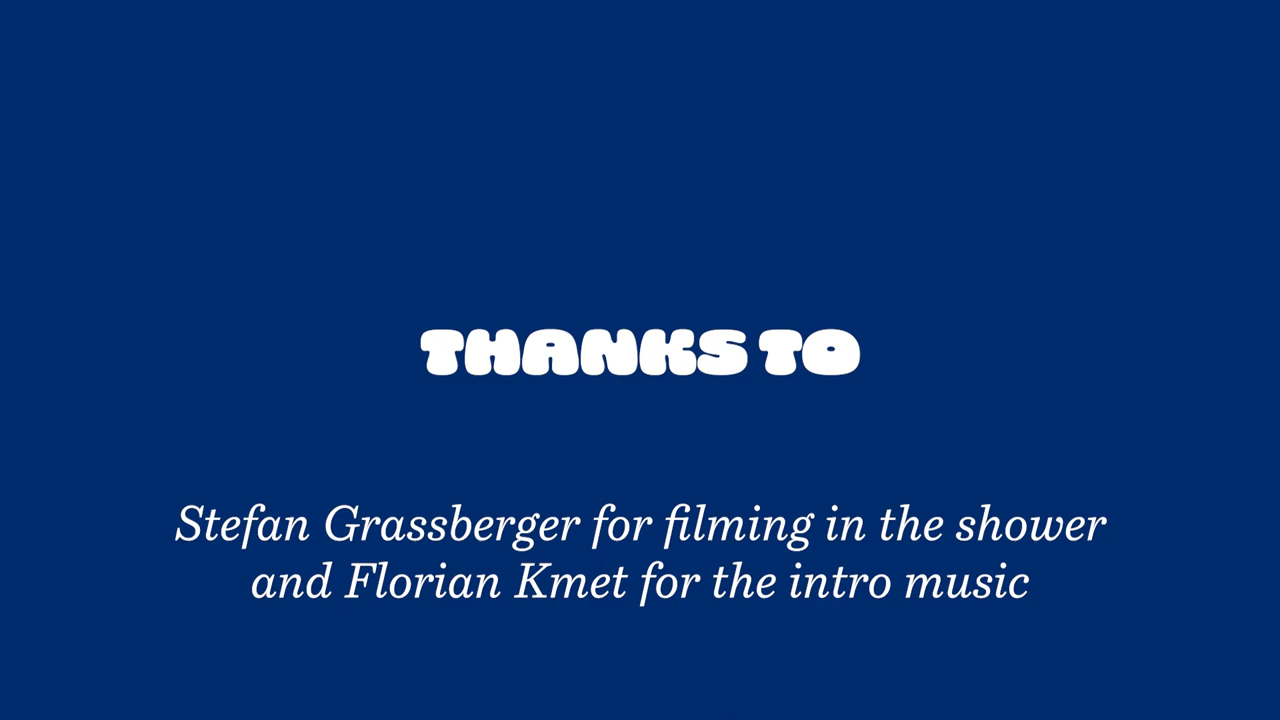 THANKS TO
Stefan Grassberger for filming in the shower
and Florian Kmet for the intro music